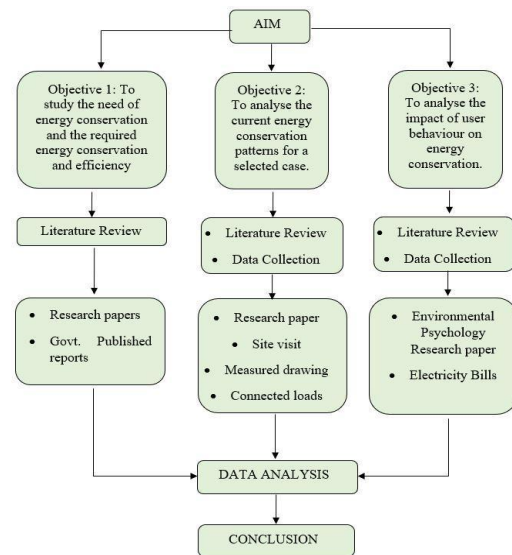 AIM
Objective 1: To
study the need of
energy conservation
and the required
energy conservation
and efficiency
Objective 2:
To analyse the
current energy
conservation
patterns for a
selected case.
Objective 3:
To analyse the
impact of user
behaviour on
energy
conservation.
Literature Review
• Literature Review
• Data Collection
• Literature Review
• Data Collection
• Research papers
• Govt. Published
reports
• Research paper
• Site visit
• Measured drawing
• Connected loads
• Environmental
Psychology
Research paper
• Electricity Bills
DATA ANALYSIS
CONCLUSION